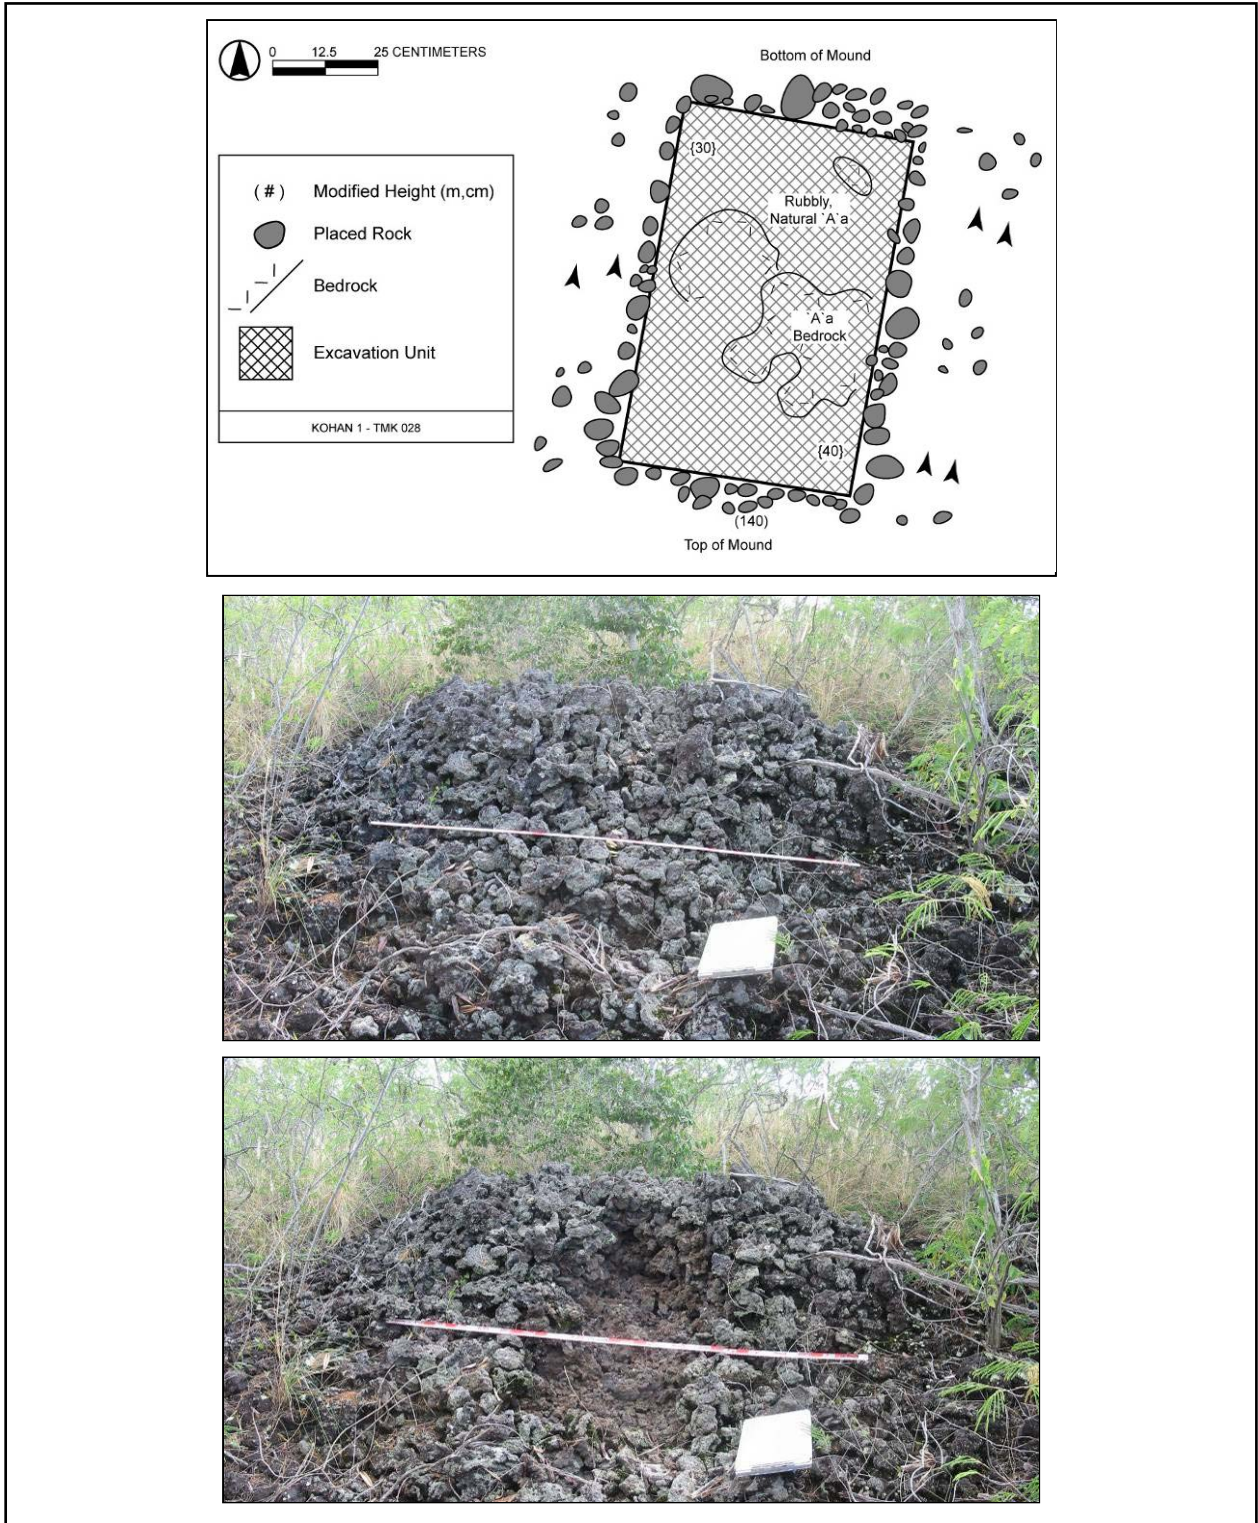 0 12.5 25 CENTIMETERS
Bottom of Mound
{30}
Rubbly,
Natural `A`a
( # ) Modified Height (m,cm)
Placed Rock
Bedrock
`A`a
Bedrock
Excavation Unit
KOHAN 1 - TMK 028
{40}
(140)
Top of Mound